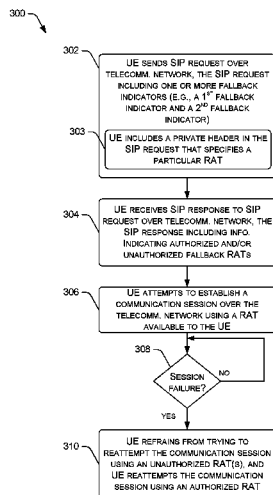 300
302
UE SENDS SIP REQUEST OVER
TELECOMM. NETWORK, THE SIP REQUEST
INCLUDING ONE OR MORE FALLBACK
INDICATORS (E.G., A 1ST FALLBACK
INDICATOR AND A 2ND FALLBACK
INDICATOR)
303
UE INCLUDES A PRIVATE HEADER IN THE
SIP REQUEST THAT SPECIFIES A
PARTICULAR RAT
304
UE RECEIVES SIP RESPONSE TO SIP
REQUEST OVER TELECOMM. NETWORK, THE
SIP RESPONSE INCLUDING INFO.
INDICATING AUTHORIZED AND/OR
UNAUTHORIZED FALLBACK RATS
306
UE ATTEMPTS TO ESTABLISH A
COMMUNICATION SESSION OVER THE
TELECOMM. NETWORK USING A RAT
AVAILABLE TO THE UE
308
SESSION
FAILURE?
NO
YES
310
UE REFRAINS FROM TRYING TO
REATTEMPT THE COMMUNICATION SESSION
USING AN UNAUTHORIZED RAT(S), AND
UE REATTEMPTS THE COMMUNICATION
SESSION USING AN AUTHORIZED RAT